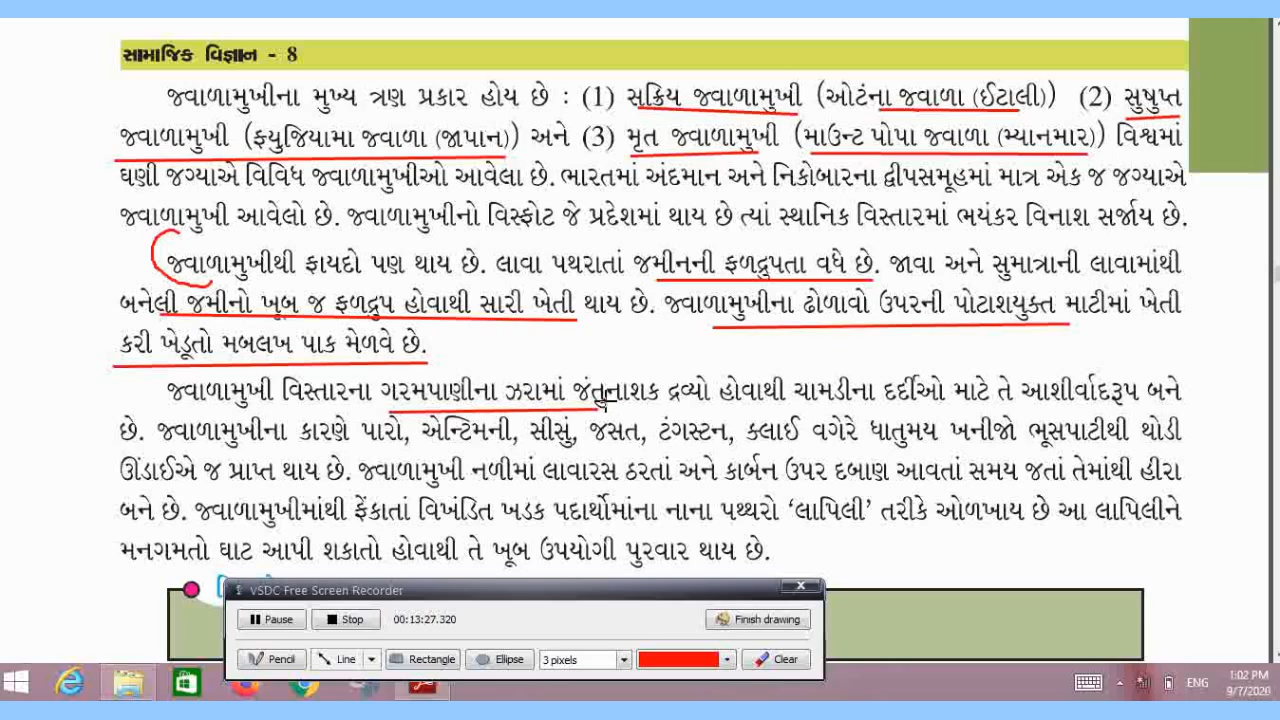 સામાજિક વિજ્ઞાન - 8
જ્વાળામુખીના મુખ્ય ત્રણ પ્રકાર હોય છે : (1) સક્રિય જ્વાળામુખી (ઓટંના જ્વાળા (ઈટાલી)) (2) સુષુપ્ત
જ્વાળામુખી (ફ્યુજિયામા જ્વાળા (જાપાન)) અને (3) મૃત જ્વાળામુખી (માઉન્ટ પોપા જ્વાળા (મ્યાનમાર)) વિશ્વમાં
ઘણી જગ્યાએ વિવિધ જ્વાળામુખીઓ આવેલા છે. ભારતમાં અંદમાન અને નિકોબારના દ્વીપસમૂહમાં માત્ર એક જ જગ્યાએ
જ્વાળામુખી આવેલો છે. જ્વાળામુખીનો વિસ્ફોટ જે પ્રદેશમાં થાય છે ત્યાં સ્થાનિક વિસ્તારમાં ભયંકર વિનાશ સર્જાય છે.
જ્વાળામુખીથી ફાયદો પણ થાય છે. લાવા પથરાતાં જમીનની ફળદ્રુપતા વધે છે. જાવા અને સુમાત્રાની લાવામાંથી
બનેલી જમીનો ખૂબ જ ફળદ્રુપ હોવાથી સારી ખેતી થાય છે. જ્વાળામુખીના ઢોળાવો ઉપરની પોટાશયુક્ત માટીમાં ખેતી
કરી ખેડૂતો મબલખ પાક મેળવે છે.
જ્વાળામુખી વિસ્તારના ગરમપાણીના ઝરામાં જંતુનાશક દ્રવ્યો હોવાથી ચામડીના દર્દીઓ માટે તે આશીર્વાદરૂપ બને
છે. જ્વાળામુખીના કારણે પારો, એન્ટિમની, સીસું, જસત, ટંગસ્ટન, ક્લાઈ વગેરે ધાતુમય ખનીજો ભૂસપાટીથી થોડી
ઊંડાઈએ જ પ્રાપ્ત થાય છે. જ્વાળામુખી નળીમાં લાવારસ ઠરતાં અને કાર્બન ઉપર દબાણ આવતાં સમય જતાં તેમાંથી હીરા
બને છે. જ્વાળામુખીમાંથી ફેંકાતાં વિખંડિત ખડક પદાર્થોમાંના નાના પથ્થરો ‘લાપિલી’ તરીકે ઓળખાય છે આ લાપિલીને
મનગમતો ઘાટ આપી શકાતો હોવાથી તે ખૂબ ઉપયોગી પુરવાર થાય છે.
VSDC Free Screen Recorder
Pause Stop 00:13:27.320 Finish drawing
Pencil Line Rectangle Ellipse 3 pixels Clear
ENG 1:02 PM
9/7/2020